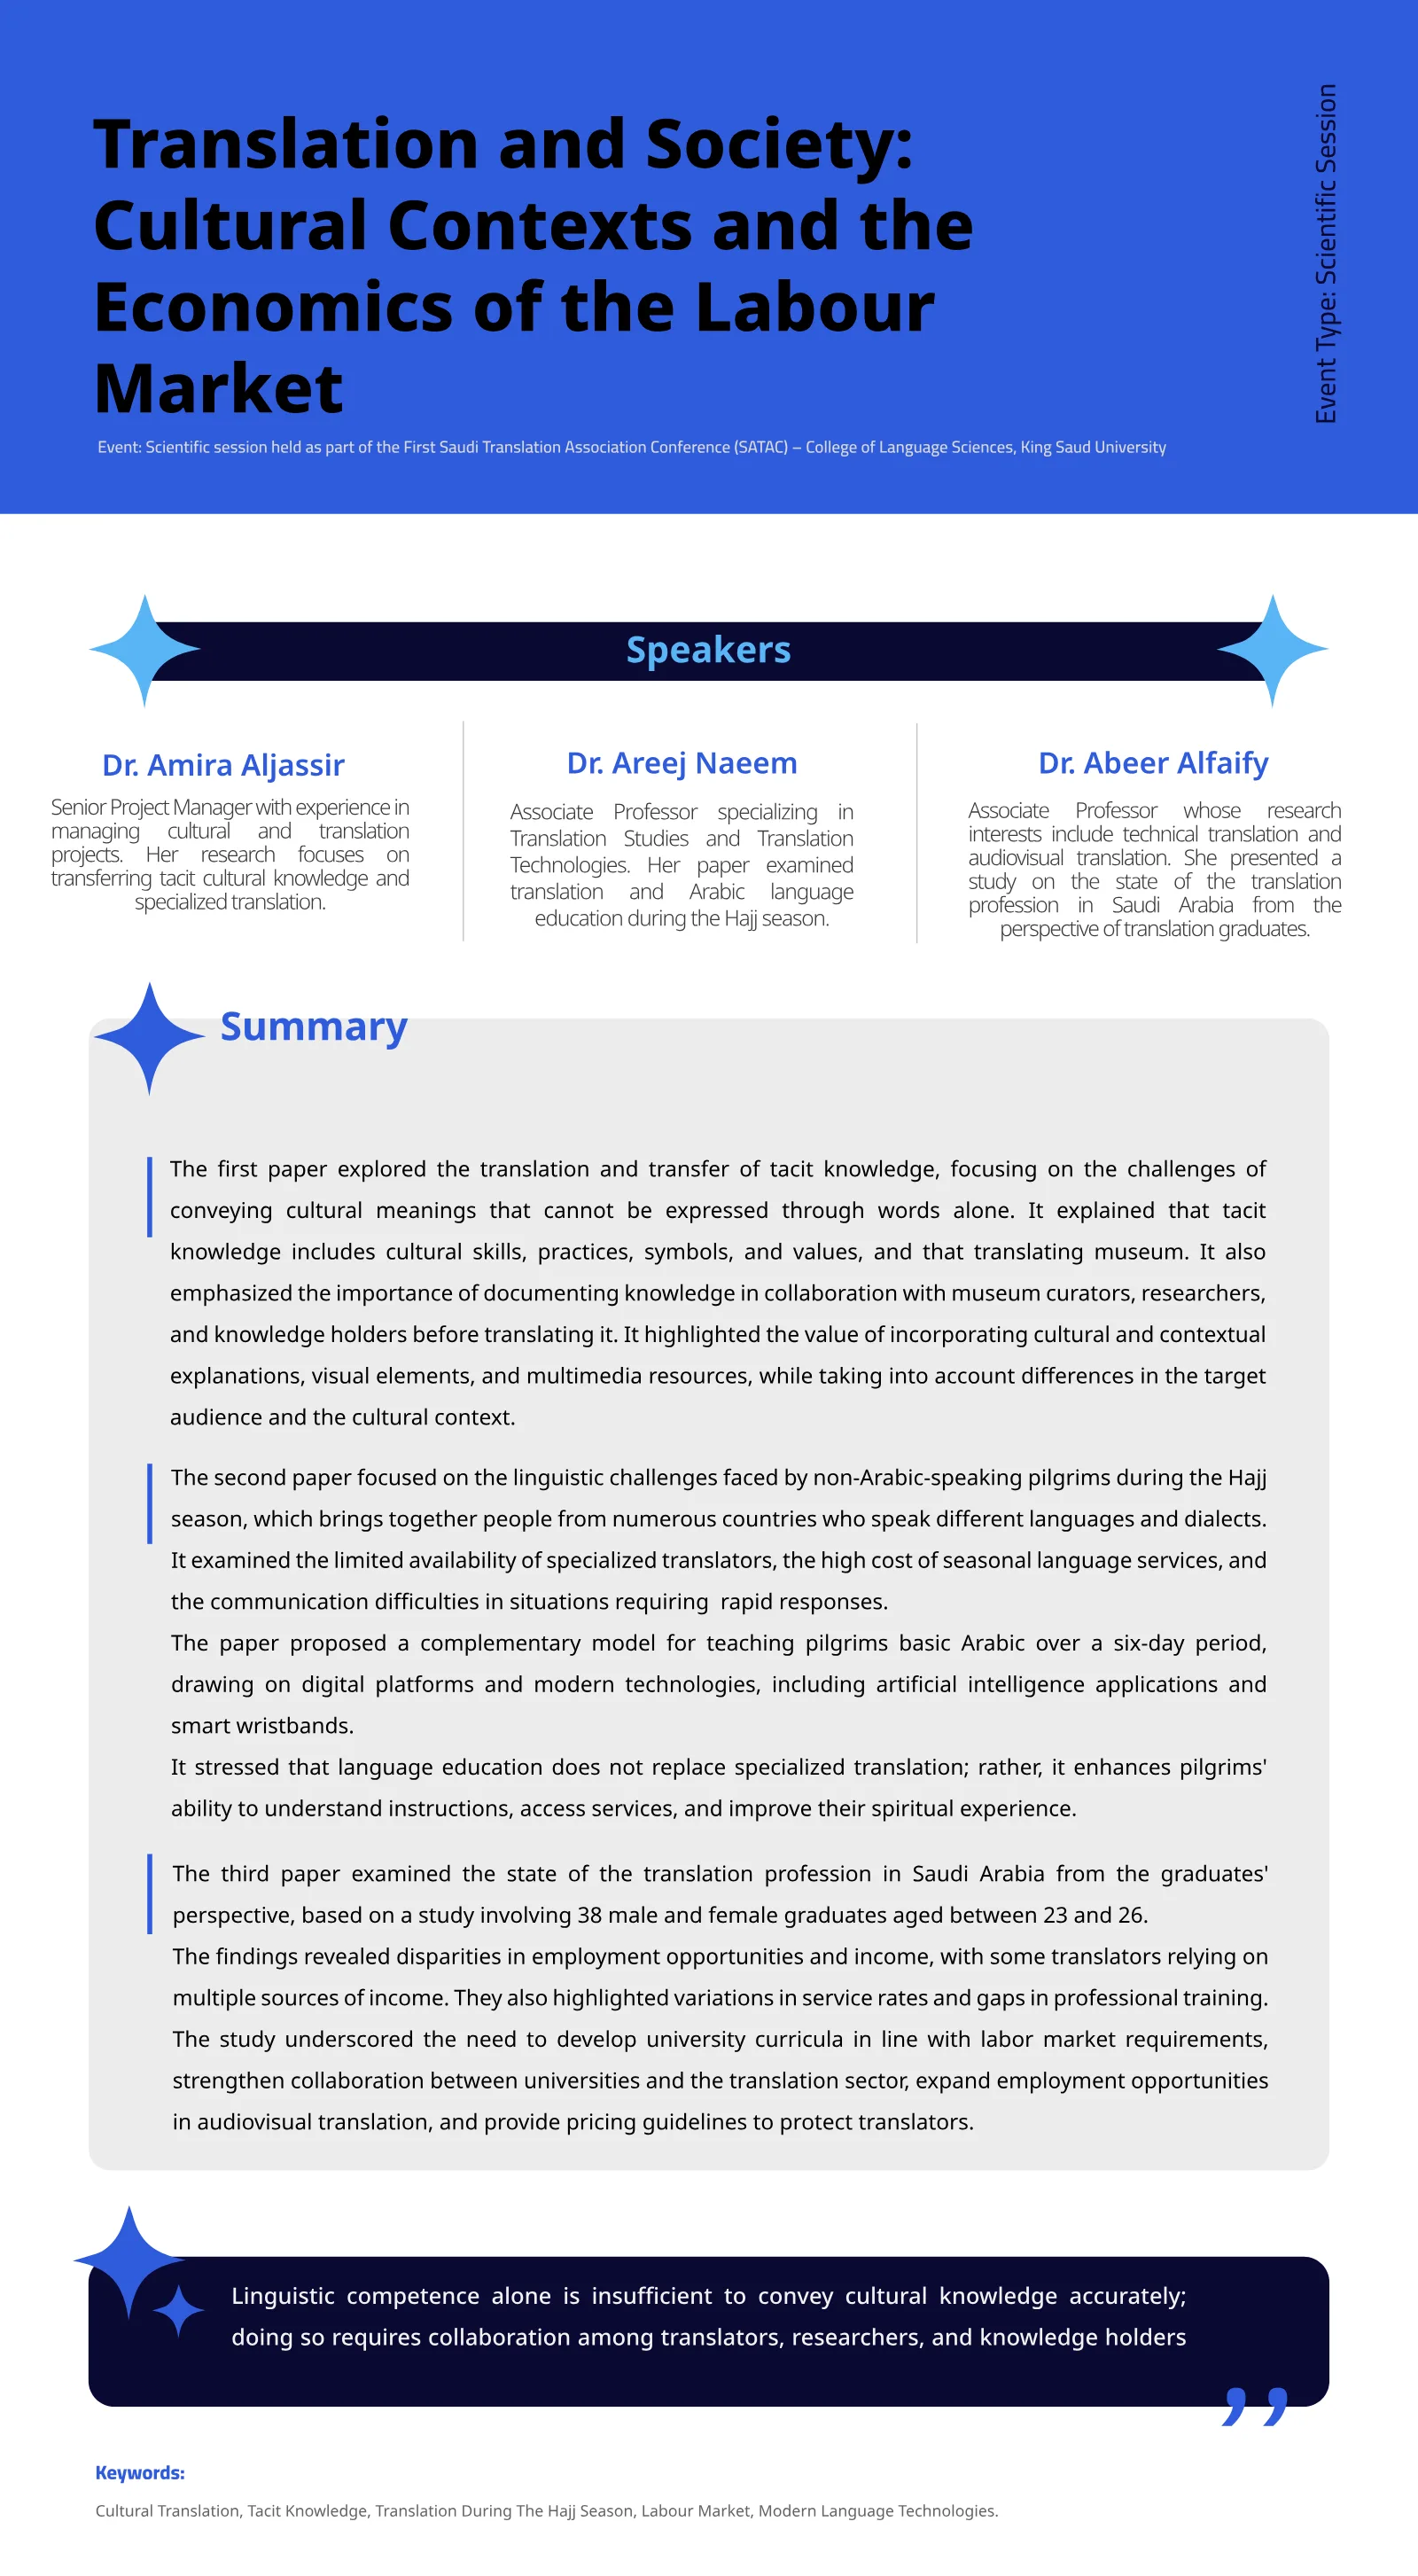 Translation and Society:
Cultural Contexts and the
Economics of the Labour
Market
Event: Scientific session held as part of the First Saudi Translation Association Conference (SATAC) – College of Language Sciences, King Saud University
Event Type: Scientific Session
Speakers
Dr. Amira Aljassir
Senior Project Manager with experience in
managing cultural and translation
projects. Her research focuses on
transferring tacit cultural knowledge and
specialized translation.
Dr. Areej Naeem
Associate Professor specializing in
Translation Studies and Translation
Technologies. Her paper examined
translation and Arabic language
education during the Hajj season.
Dr. Abeer Alfaify
Associate Professor whose research
interests include technical translation and
audiovisual translation. She presented a
study on the state of the translation
profession in Saudi Arabia from the
perspective of translation graduates.
Summary
The first paper explored the translation and transfer of tacit knowledge, focusing on the challenges of
conveying cultural meanings that cannot be expressed through words alone. It explained that tacit
knowledge includes cultural skills, practices, symbols, and values, and that translating museum. It also
emphasized the importance of documenting knowledge in collaboration with museum curators, researchers,
and knowledge holders before translating it. It highlighted the value of incorporating cultural and contextual
explanations, visual elements, and multimedia resources, while taking into account differences in the target
audience and the cultural context.
The second paper focused on the linguistic challenges faced by non-Arabic-speaking pilgrims during the Hajj
season, which brings together people from numerous countries who speak different languages and dialects.
It examined the limited availability of specialized translators, the high cost of seasonal language services, and
the communication difficulties in situations requiring  rapid responses.
The paper proposed a complementary model for teaching pilgrims basic Arabic over a six-day period,
drawing on digital platforms and modern technologies, including artificial intelligence applications and
smart wristbands.
It stressed that language education does not replace specialized translation; rather, it enhances pilgrims'
ability to understand instructions, access services, and improve their spiritual experience.
The third paper examined the state of the translation profession in Saudi Arabia from the graduates'
perspective, based on a study involving 38 male and female graduates aged between 23 and 26.
The findings revealed disparities in employment opportunities and income, with some translators relying on
multiple sources of income. They also highlighted variations in service rates and gaps in professional training.
The study underscored the need to develop university curricula in line with labor market requirements,
strengthen collaboration between universities and the translation sector, expand employment opportunities
in audiovisual translation, and provide pricing guidelines to protect translators.
Linguistic competence alone is insufficient to convey cultural knowledge accurately;
doing so requires collaboration among translators, researchers, and knowledge holders
”
Keywords:
Cultural Translation, Tacit Knowledge, Translation During The Hajj Season, Labour Market, Modern Language Technologies.